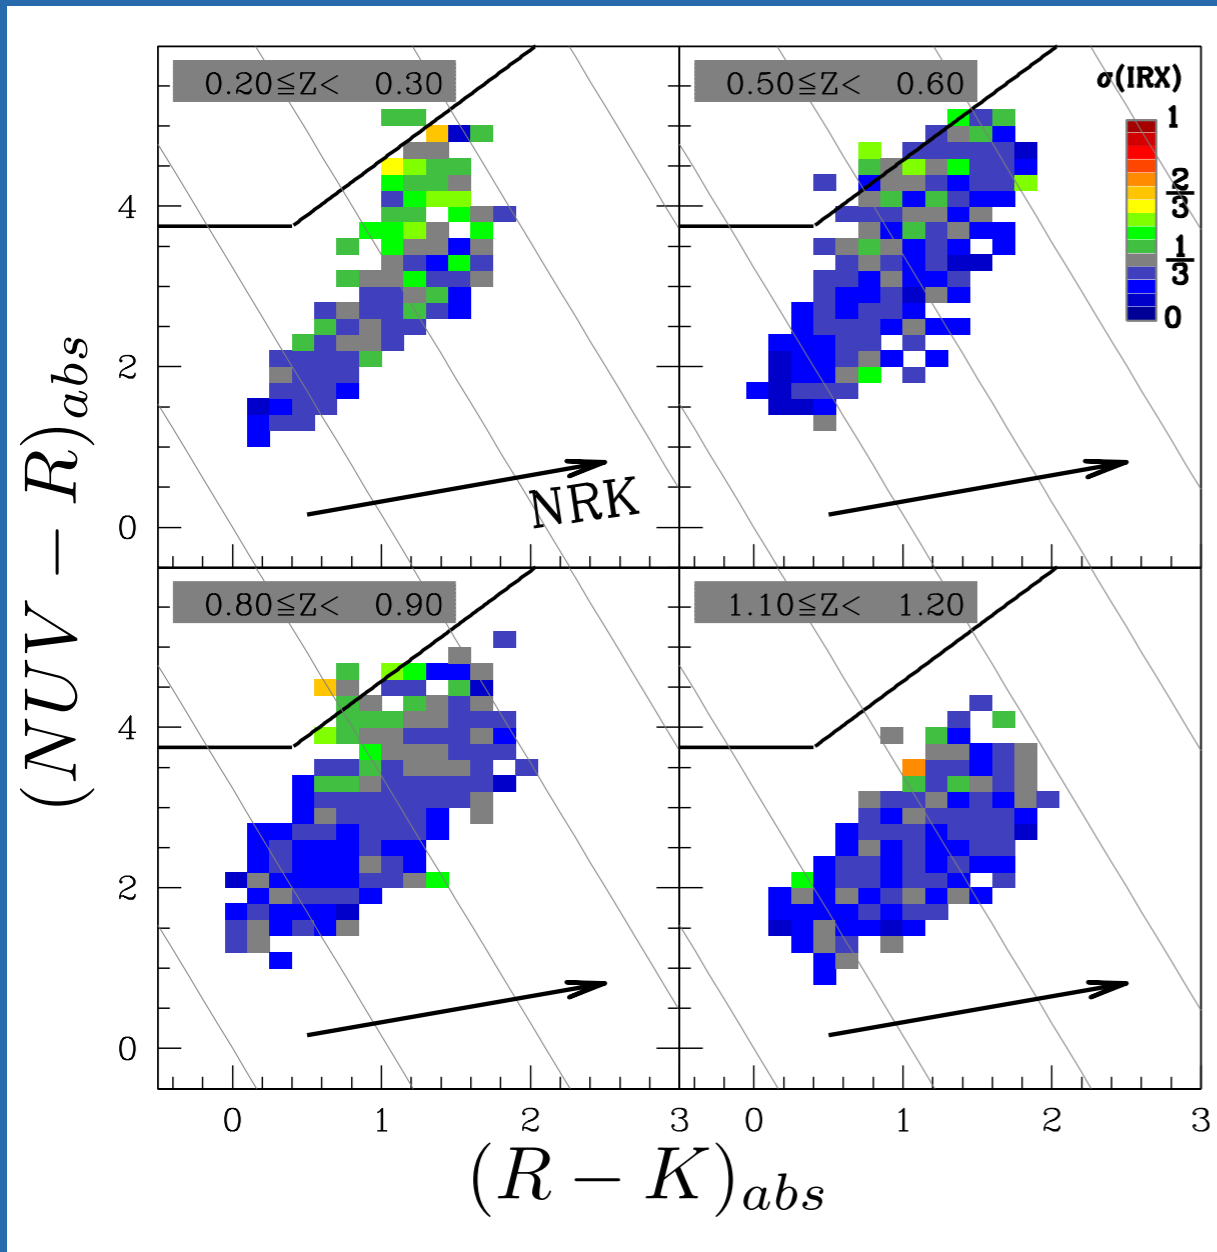 0.20≤Z< 0.30
0.50≤Z< 0.60
σ(IRX)
1
2/3
1/3
0
4
2
0
NRK
0.80≤Z< 0.90
1.10≤Z< 1.20
4
2
0
0 1 2 3 0 1 2 3
(NUV − R)abs
(R − K)abs